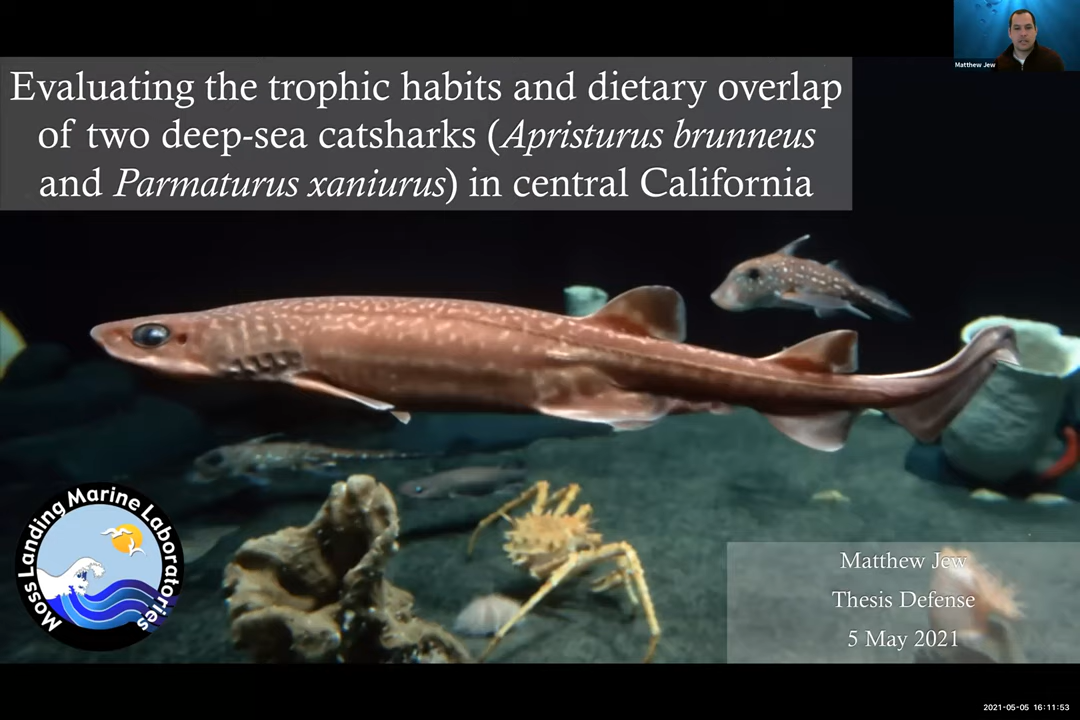 Matthew Jew
Evaluating the trophic habits and dietary overlap
of two deep-sea catsharks (Apristurus brunneus
and Parmaturus xaniurus) in central California
Moss Landing Marine Laboratories
Matthew Jew
Thesis Defense
5 May 2021
2021-05-05 16:11:53